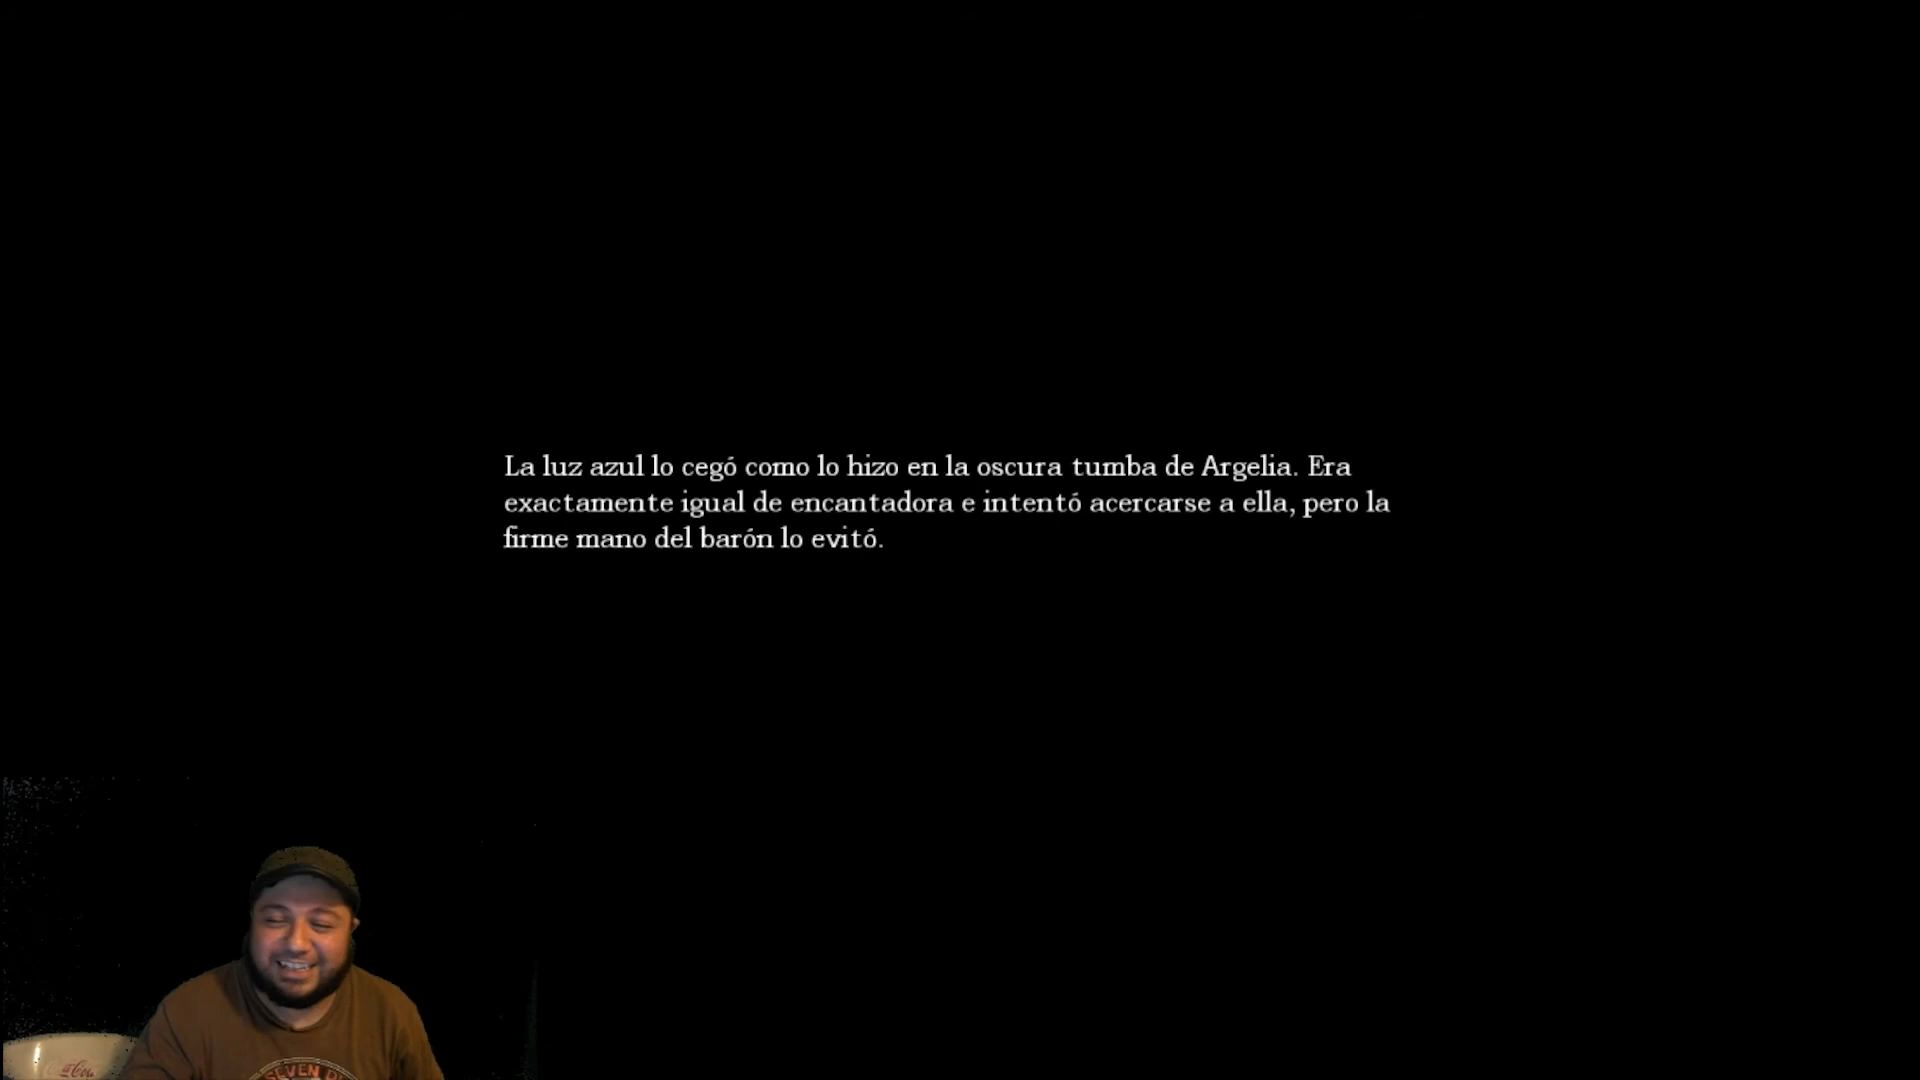 La luz azul lo cegó como lo hizo en la oscura tumba de Argelia. Era
exactamente igual de encantadora e intentó acercarse a ella, pero la
firme mano del barón lo evitó.
SEVEN